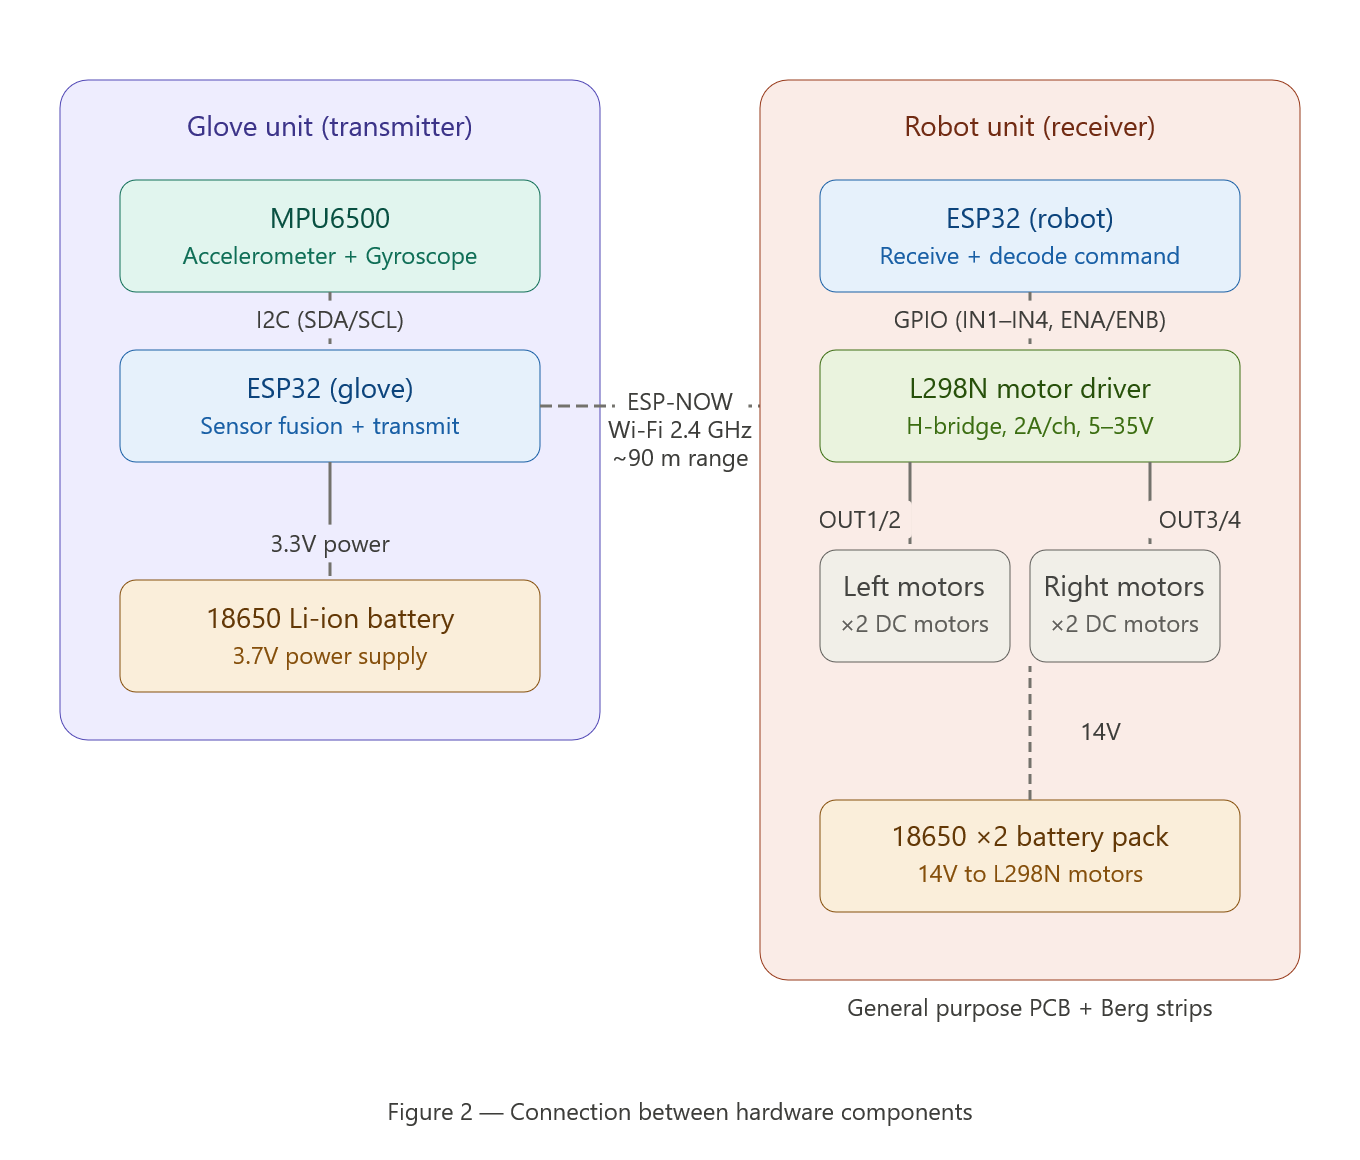 Glove unit (transmitter)
MPU6500
Accelerometer + Gyroscope
I2C (SDA/SCL)
ESP32 (glove)
Sensor fusion + transmit
3.3V power
18650 Li-ion battery
3.7V power supply
ESP-NOW
Wi-Fi 2.4 GHz
~90 m range
Robot unit (receiver)
ESP32 (robot)
Receive + decode command
GPIO (IN1–IN4, ENA/ENB)
L298N motor driver
H-bridge, 2A/ch, 5–35V
OUT1/2
OUT3/4
Left motors
×2 DC motors
Right motors
×2 DC motors
14V
18650 ×2 battery pack
14V to L298N motors
General purpose PCB + Berg strips
Figure 2 — Connection between hardware components